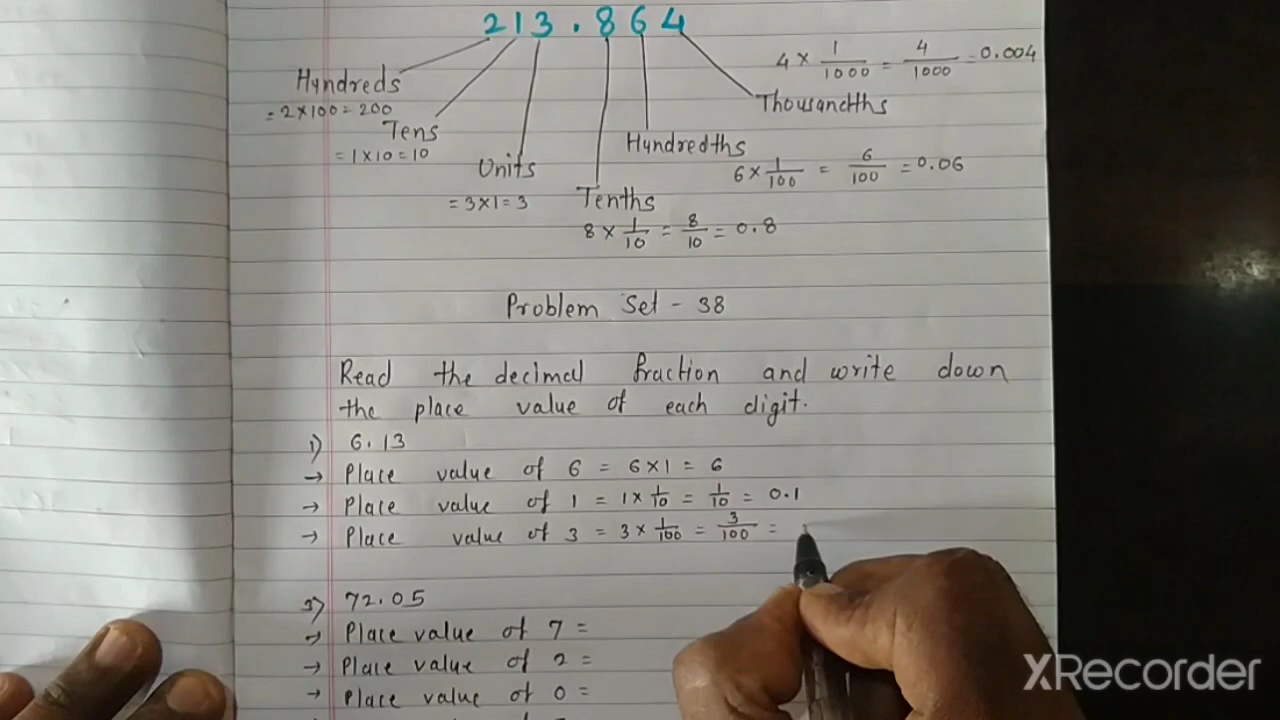 213.864
4 × 1/1000 = 4/1000 = 0.004
Hundreds
= 2×100 = 200
Thousandths
Tens
= 1×10 = 10
Hundredths
6 × 1/100 = 6/100 = 0.06
Units
= 3×1 = 3
Tenths
8 × 1/10 = 8/10 = 0.8
Problem Set - 38
Read the decimal fraction and write down
the place value of each digit.
1) 6.13
→ Place value of 6 = 6×1 = 6
→ Place value of 1 = 1 × 1/10 = 1/10 = 0.1
→ Place value of 3 = 3 × 1/100 = 3/100 =
3) 72.05
→ Place value of 7 =
→ Place value of 2 =
→ Place value of 0 =
XRecorder